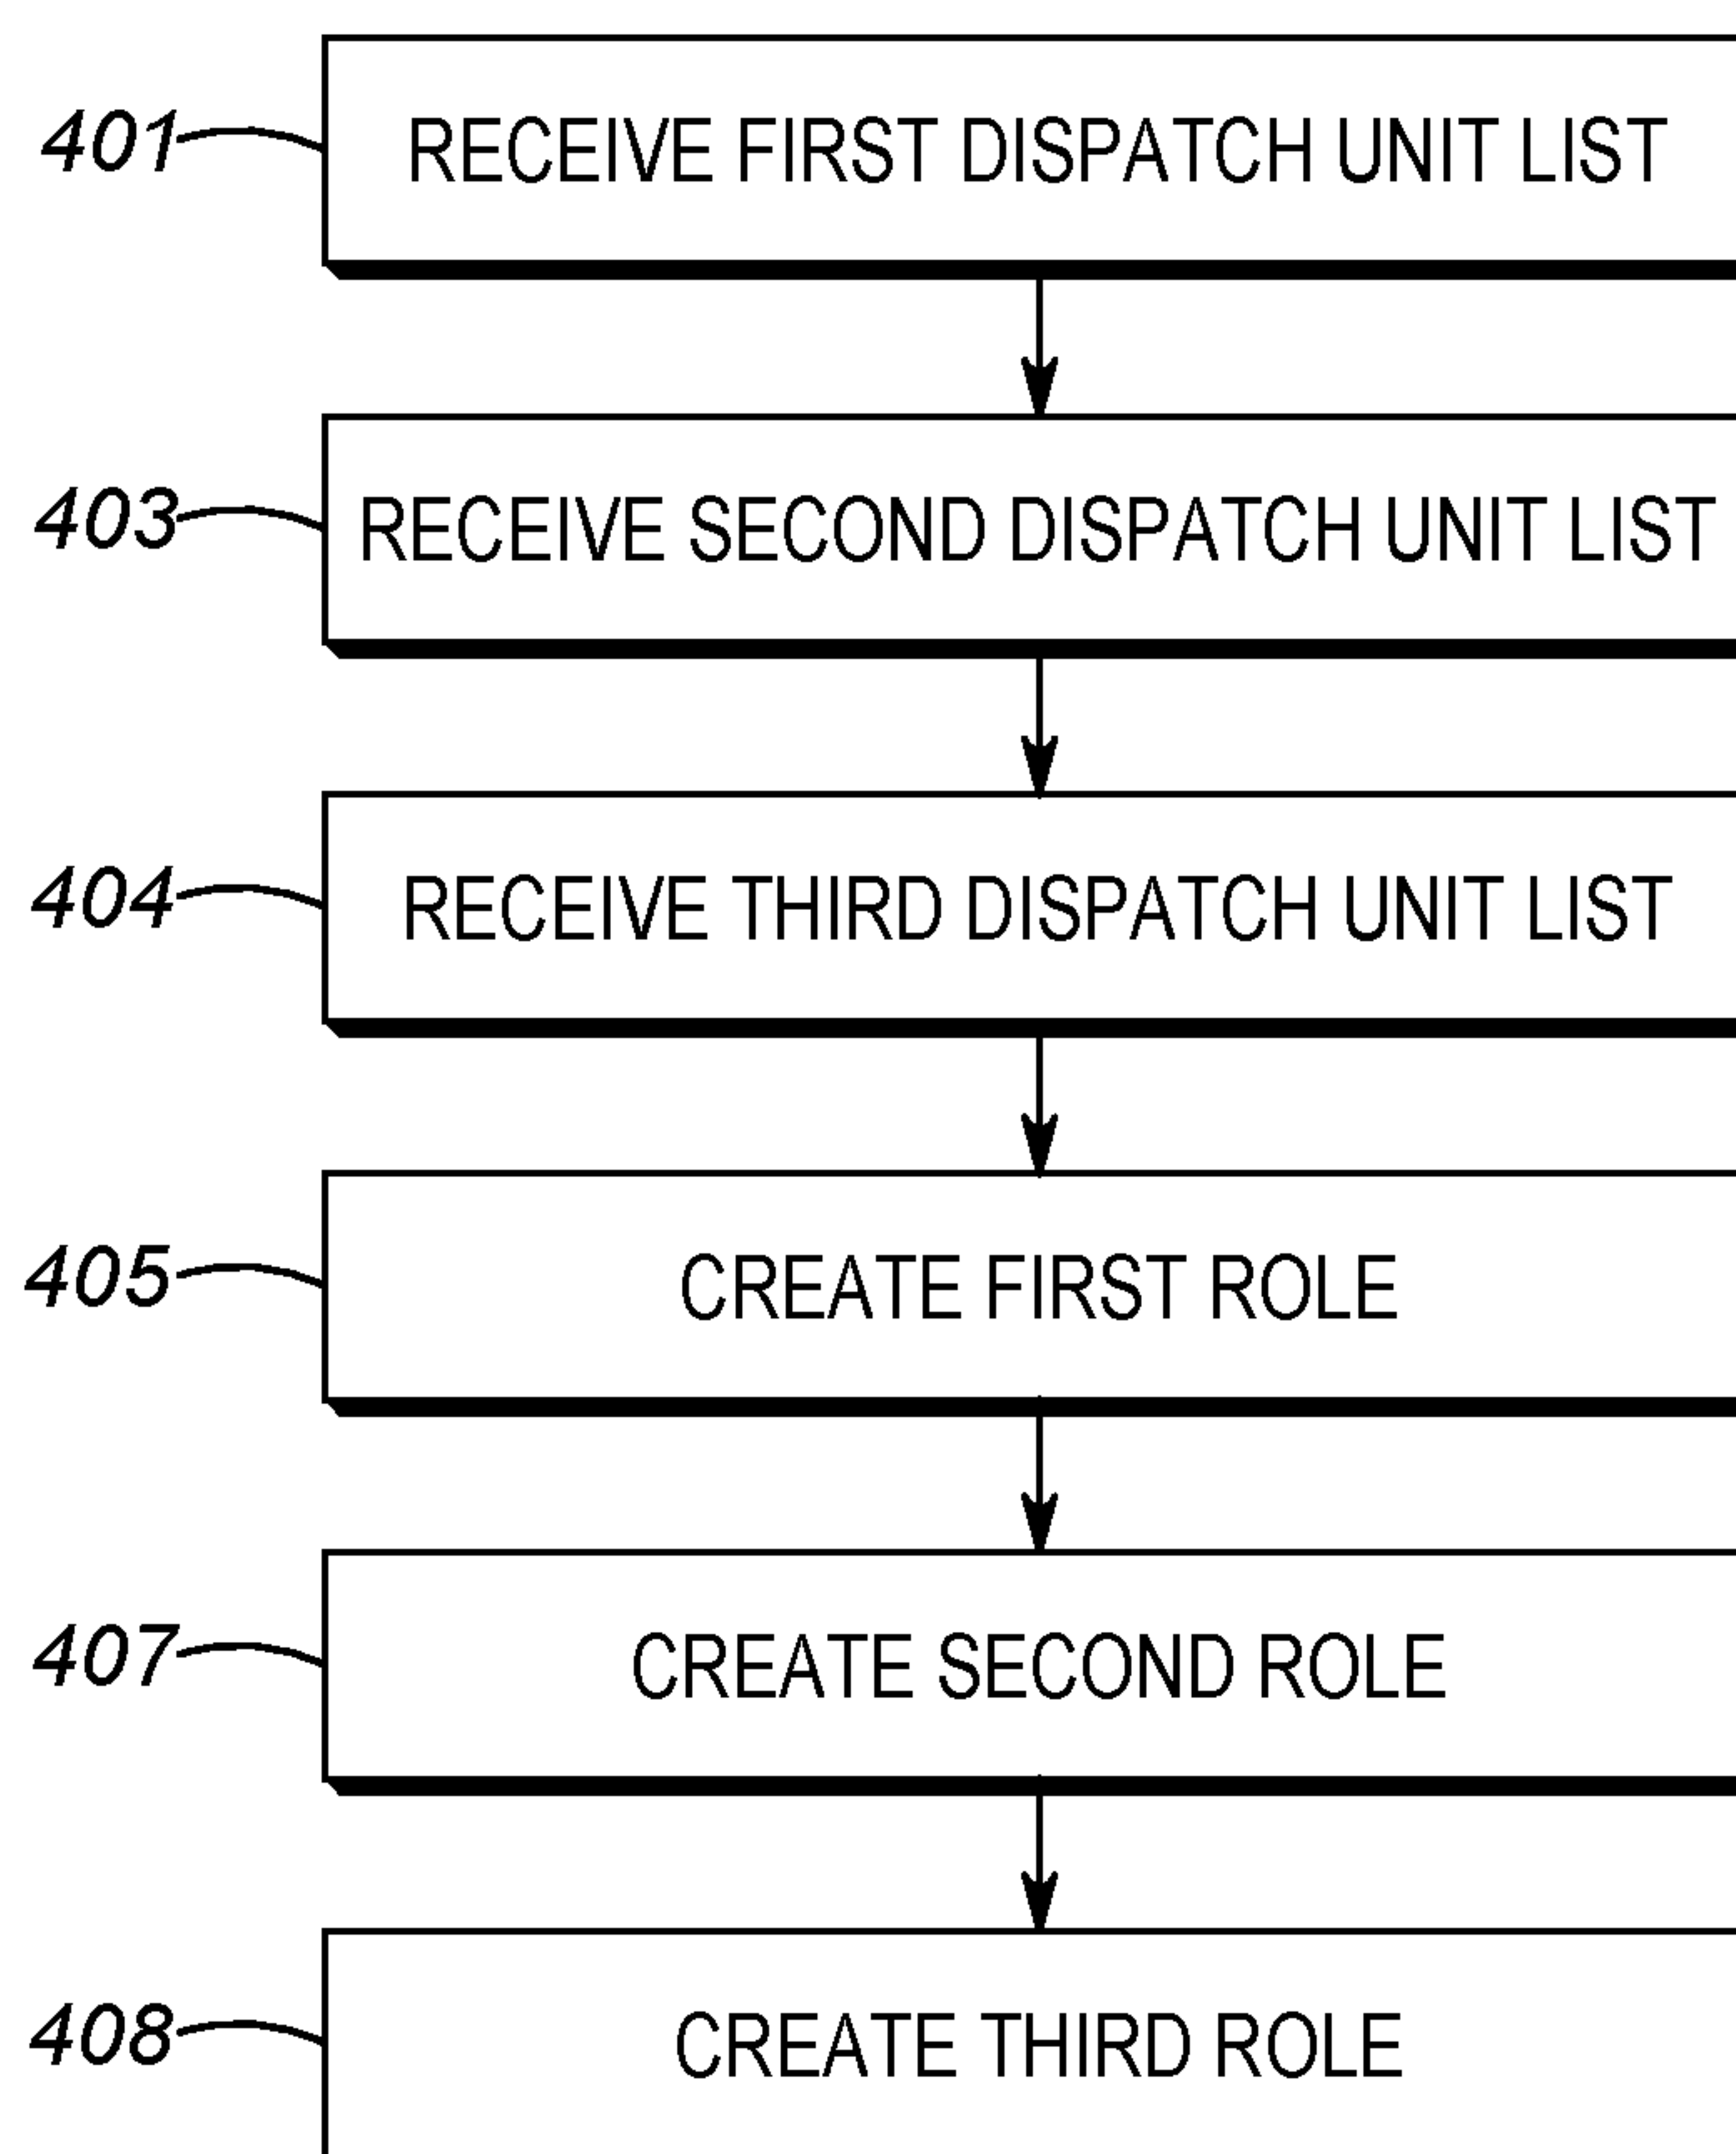 401 RECEIVE FIRST DISPATCH UNIT LIST
403 RECEIVE SECOND DISPATCH UNIT LIST
404 RECEIVE THIRD DISPATCH UNIT LIST
405 CREATE FIRST ROLE
407 CREATE SECOND ROLE
408 CREATE THIRD ROLE